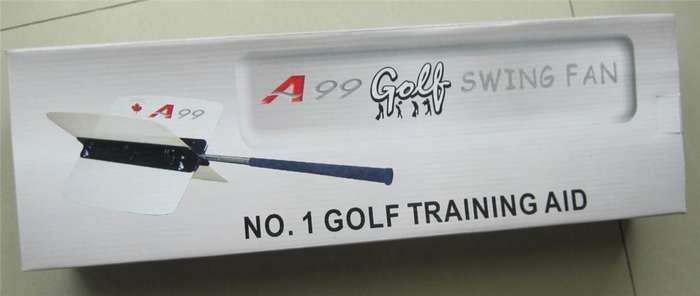 A99 Golf SWING FAN
A99
NO. 1 GOLF TRAINING AID